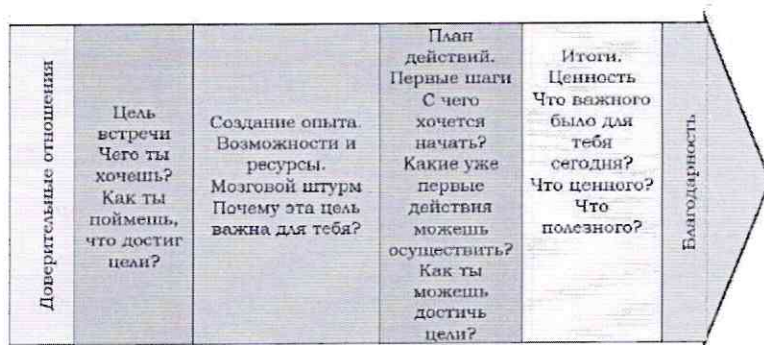 Доверительные отношения
Цель
встречи
Чего ты
хочешь?
Как ты
поймешь,
что достиг
цели?
Создание опыта.
Возможности и
ресурсы.
Мозговой штурм
Почему эта цель
важна для тебя?
План
действий.
Первые шаги
С чего
хочется
начать?
Какие уже
первые
действия
можешь
осуществить?
Как ты
можешь
достичь
цели?
Итоги.
Ценность
Что важного
было для
тебя
сегодня?
Что ценного?
Что
полезного?
Благодарность